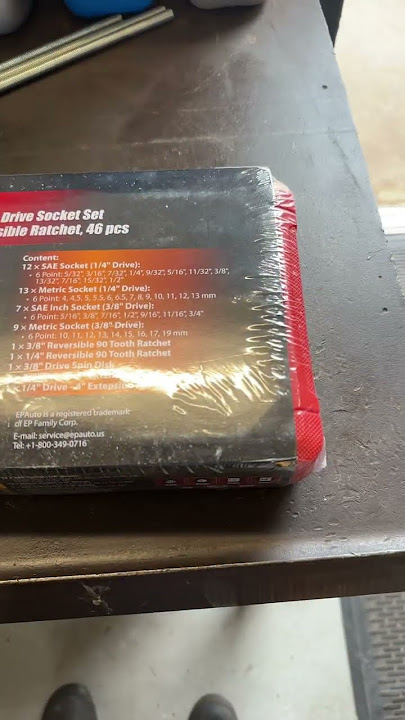 Drive Socket Set
sible Ratchet, 46 pcs
Content:
12 × SAE Socket (1/4" Drive):
• 6 Point: 5/32", 3/16", 7/32", 1/4", 9/32", 5/16", 11/32", 3/8",
13/32", 7/16", 15/32", 1/2"
13 × Metric Socket (1/4" Drive):
• 6 Point: 4, 4.5, 5, 5.5, 6, 6.5, 7, 8, 9, 10, 11, 12, 13 mm
7 × SAE Inch Socket (3/8" Drive):
• 6 Point: 5/16", 3/8", 7/16", 1/2", 9/16", 11/16", 3/4"
9 × Metric Socket (3/8" Drive):
• 6 Point: 10, 11, 12, 13, 14, 15, 16, 17, 19 mm
1 × 3/8" Reversible 90 Tooth Ratchet
1 × 1/4" Reversible 90 Tooth Ratchet
1 × 3/8" Drive Spin Disk
1/4" Drive 4" Extension
EPAuto is a registered trademark
of EP Family Corp.
E-mail: service@epauto.us
Tel: +1-800-349-0716